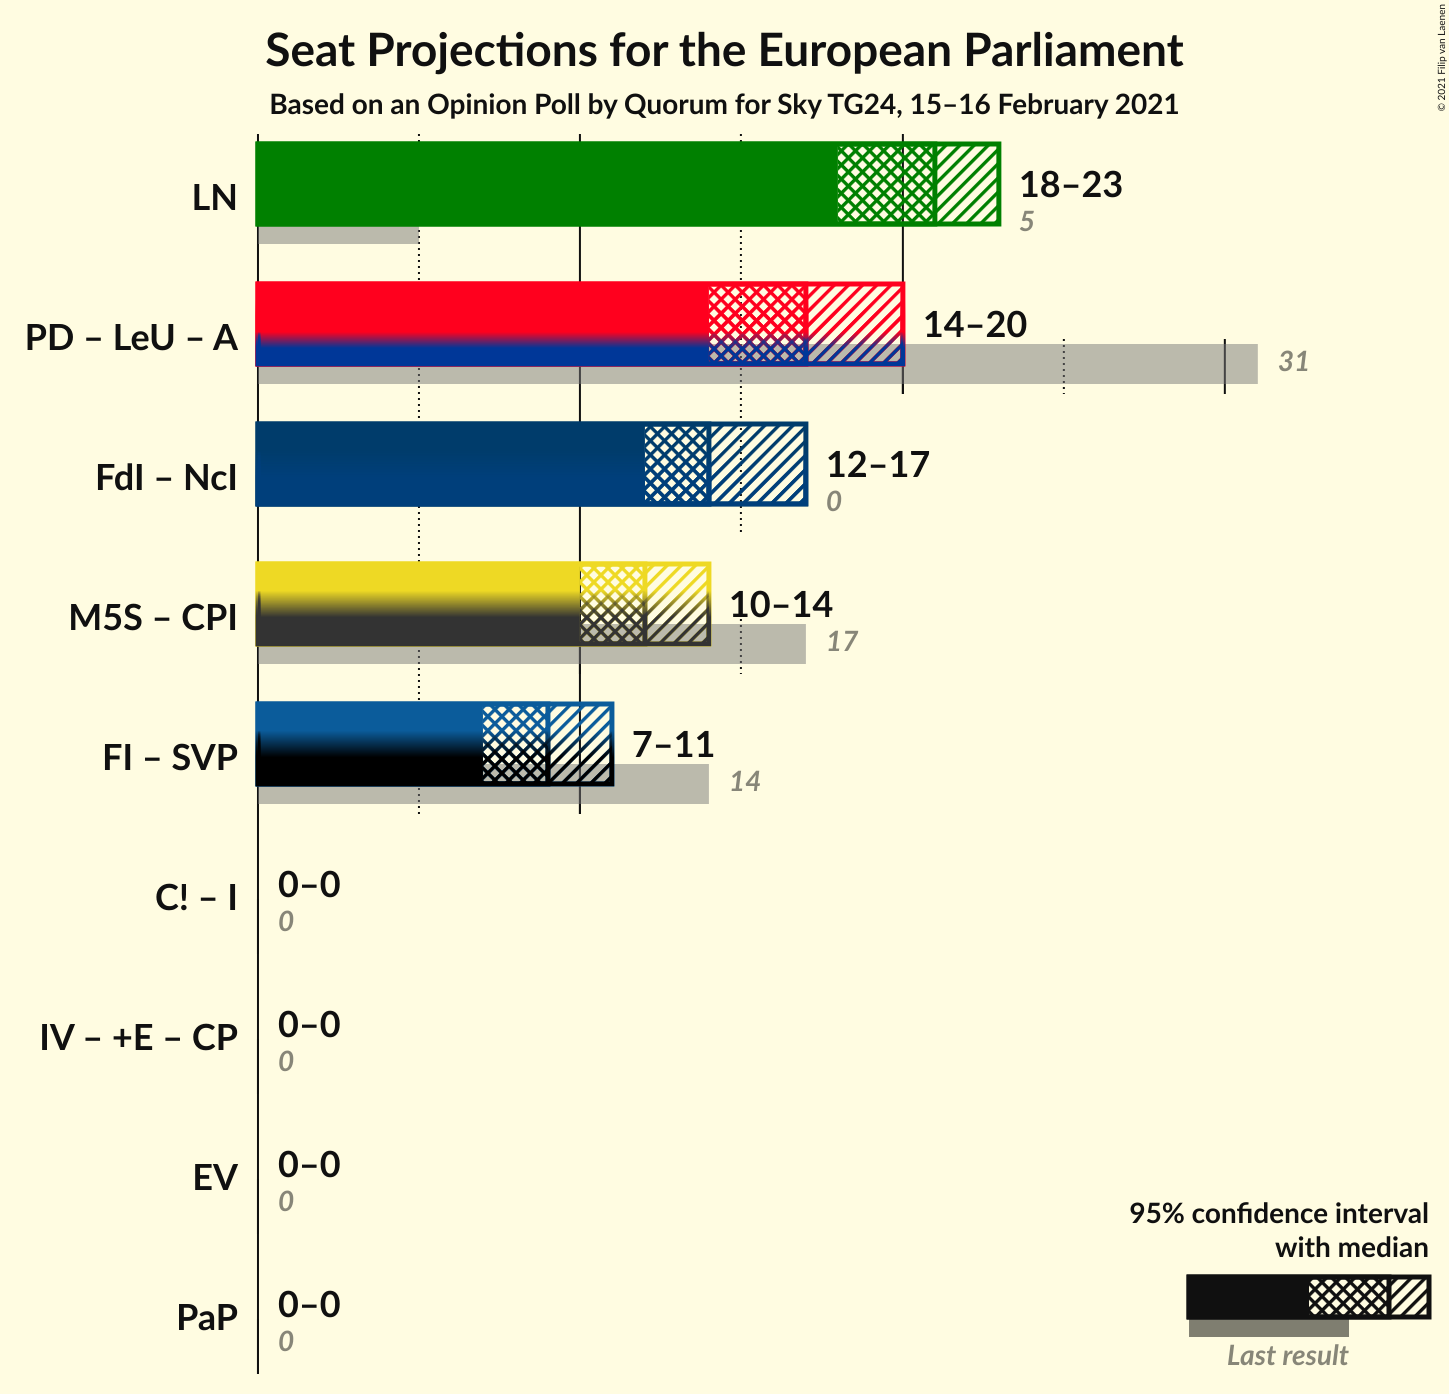 Seat Projections for the European Parliament
Based on an Opinion Poll by Quorum for Sky TG24, 15–16 February 2021
© 2021 Filip van Laenen
LN
18–23
5
PD – LeU – A
14–20
31
FdI – NcI
12–17
0
M5S – CPI
10–14
17
FI – SVP
7–11
14
C! – I
0–0
0
IV – +E – CP
0–0
0
EV
0–0
0
PaP
0–0
0
95% confidence interval
with median
Last result